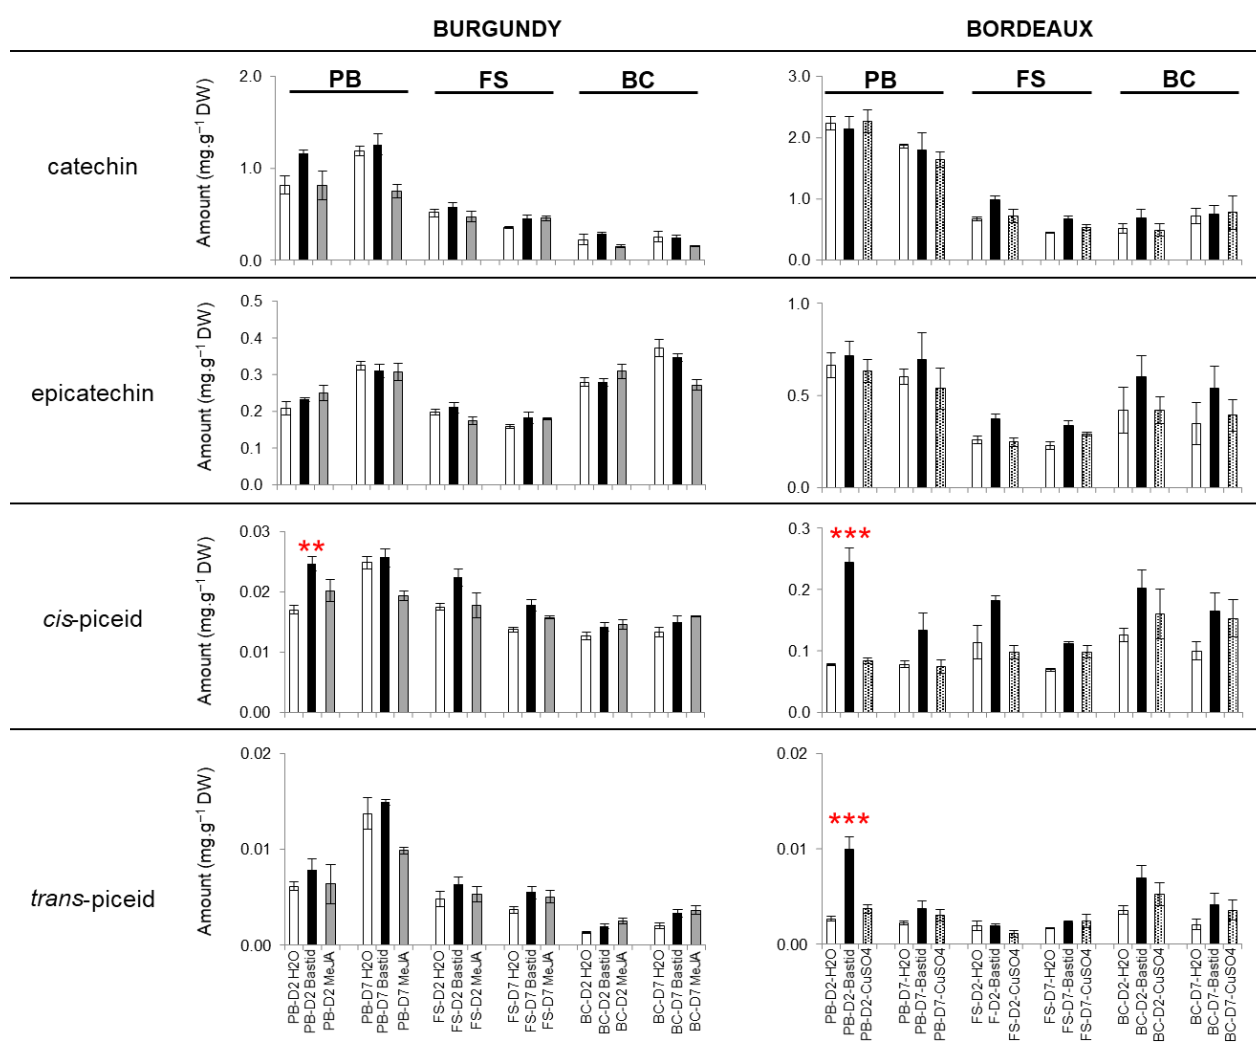 BURGUNDY BORDEAUX
catechin
Amount (mg.g⁻¹ DW)
2.0
1.0
0.0
PB FS BC
3.0
2.0
1.0
0.0
PB FS BC
epicatechin
Amount (mg.g⁻¹ DW)
0.5
0.4
0.3
0.2
0.1
0.0
1.0
0.5
0.0
cis-piceid
Amount (mg.g⁻¹ DW)
0.03
0.02
0.01
0.00
**
0.3
0.2
0.1
0.0
***
trans-piceid
Amount (mg.g⁻¹ DW)
0.02
0.01
0.00
0.02
0.01
0.00
***
PB-D2 H2O
PB-D2 Bastid
PB-D2 MeJA
PB-D7 H2O
PB-D7 Bastid
PB-D7 MeJA
FS-D2 H2O
FS-D2 Bastid
FS-D2 MeJA
FS-D7 H2O
FS-D7 Bastid
FS-D7 MeJA
BC-D2 H2O
BC-D2 Bastid
BC-D2 MeJA
BC-D7 H2O
BC-D7 Bastid
BC-D7 MeJA
PB-D2-H2O
PB-D2-Bastid
PB-D2-CuSO4
PB-D7-H2O
PB-D7-Bastid
PB-D7-CuSO4
FS-D2-H2O
F-D2-Bastid
FS-D2-CuSO4
FS-D7-H2O
FS-D7-Bastid
FS-D7-CuSO4
BC-D2-H2O
BC-D2-Bastid
BC-D2-CuSO4
BC-D7-H2O
BC-D7-Bastid
BC-D7-CuSO4